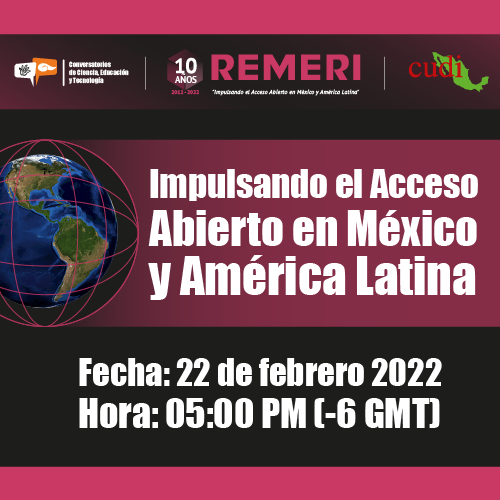 Conversatorios
de Ciencia, Educación
y Tecnología
10
AÑOS
2012 - 2022
REMERI
"Impulsando el Acceso Abierto en México y América Latina"
cudi
Impulsando el Acceso
Abierto en México
y América Latina
Fecha: 22 de febrero 2022
Hora: 05:00 PM (-6 GMT)